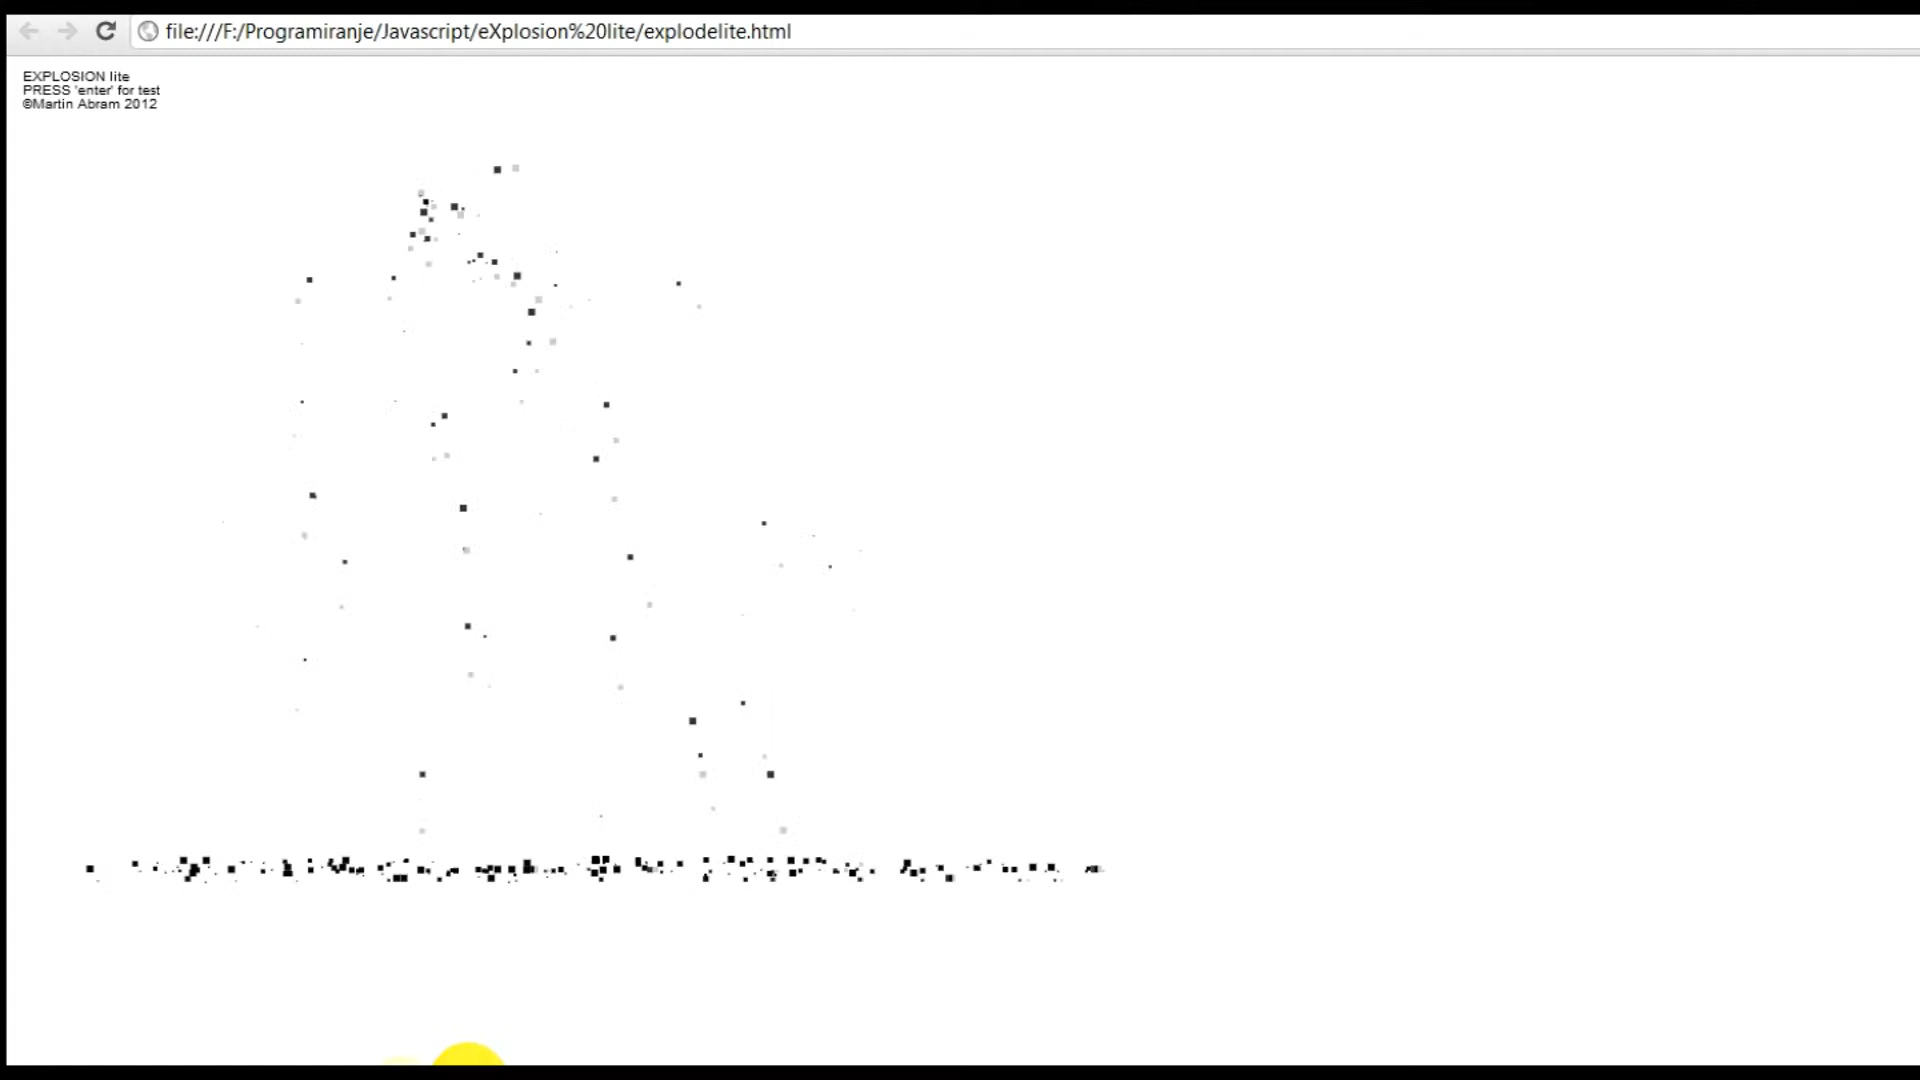 file:///F:/Programiranje/Javascript/eXplosion%20lite/explodelite.html
EXPLOSION lite
PRESS 'enter' for test
©Martin Abram 2012